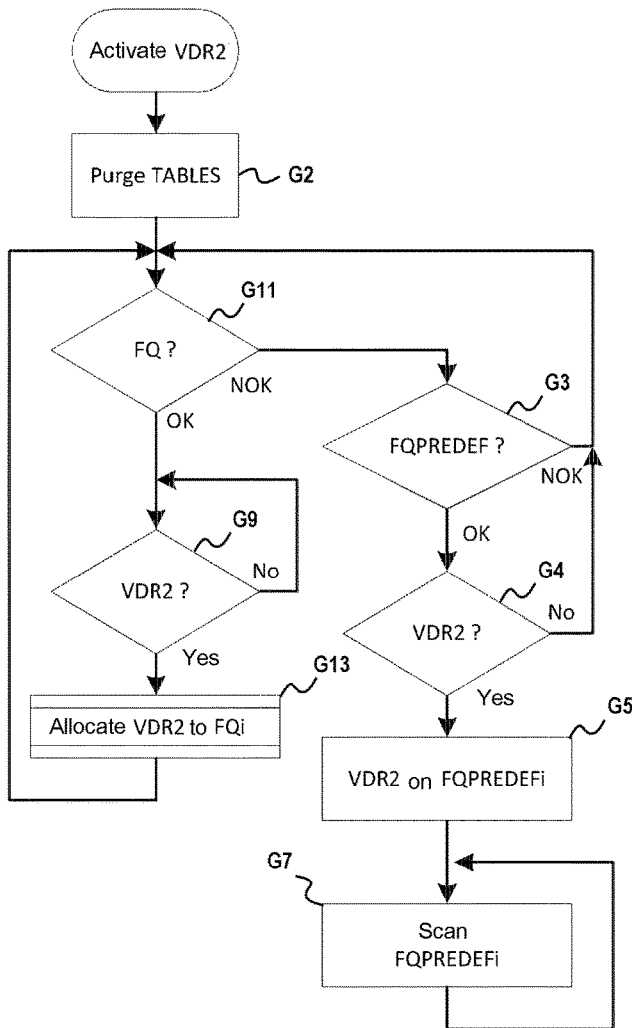 Activate VDR2
Purge TABLES
G2
G11
FQ ?
NOK
OK
G3
FQPREDEF ?
NOK
OK
G9
VDR2 ?
No
Yes
G4
VDR2 ?
No
Yes
G13
Allocate VDR2 to FQi
G5
VDR2 on FQPREDEFi
G7
Scan
FQPREDEFi